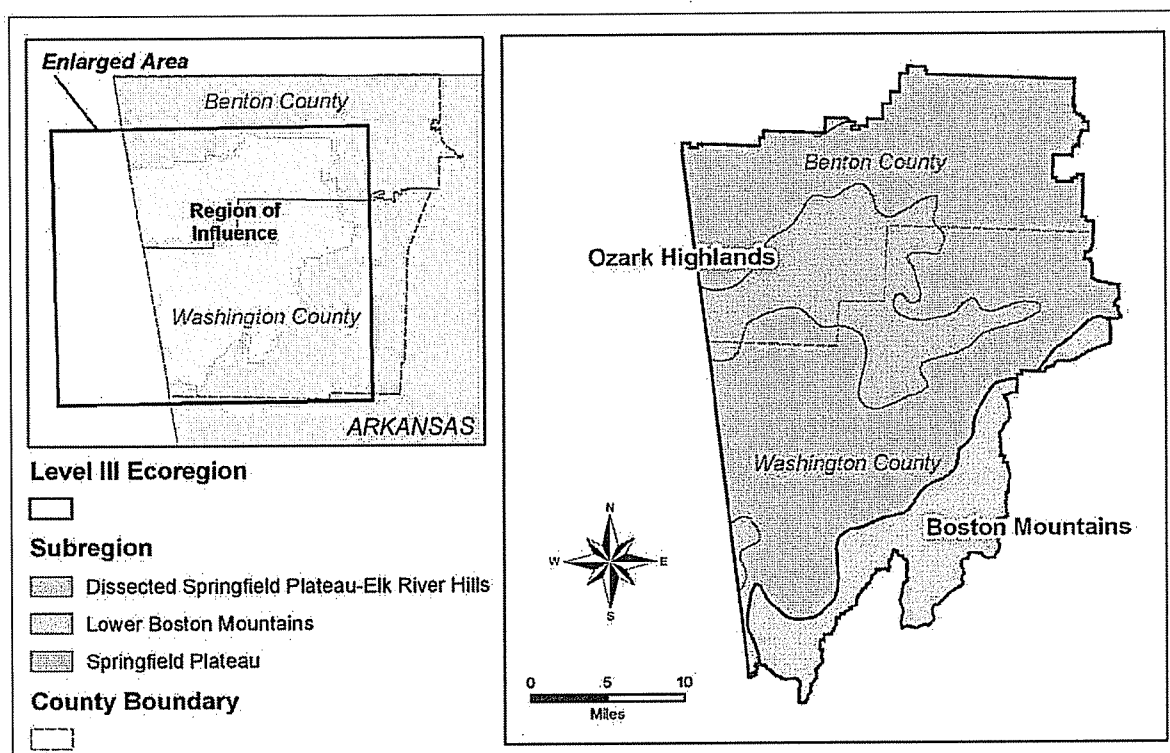 Enlarged Area
Benton County
Region of
Influence
Washington County
ARKANSAS
Level III Ecoregion
Subregion
Dissected Springfield Plateau-Elk River Hills
Lower Boston Mountains
Springfield Plateau
County Boundary
Benton County
Ozark Highlands
Washington County
Boston Mountains
N
W E
S
0 5 10
Miles